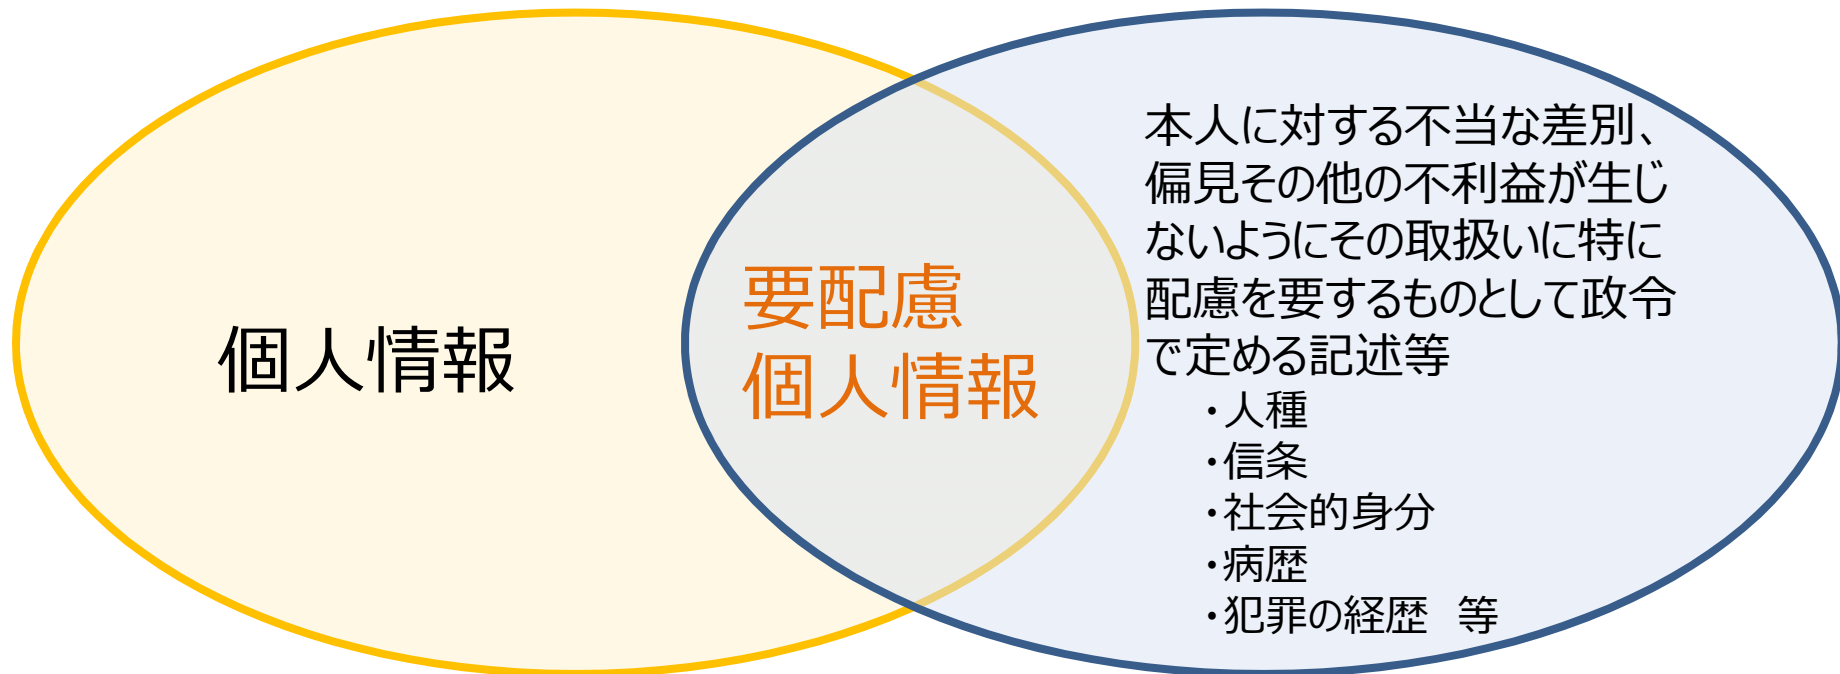 個人情報
要配慮
個人情報
本人に対する不当な差別、
偏見その他の不利益が生じ
ないようにその取扱いに特に
配慮を要するものとして政令
で定める記述等
・人種
・信条
・社会的身分
・病歴
・犯罪の経歴　等